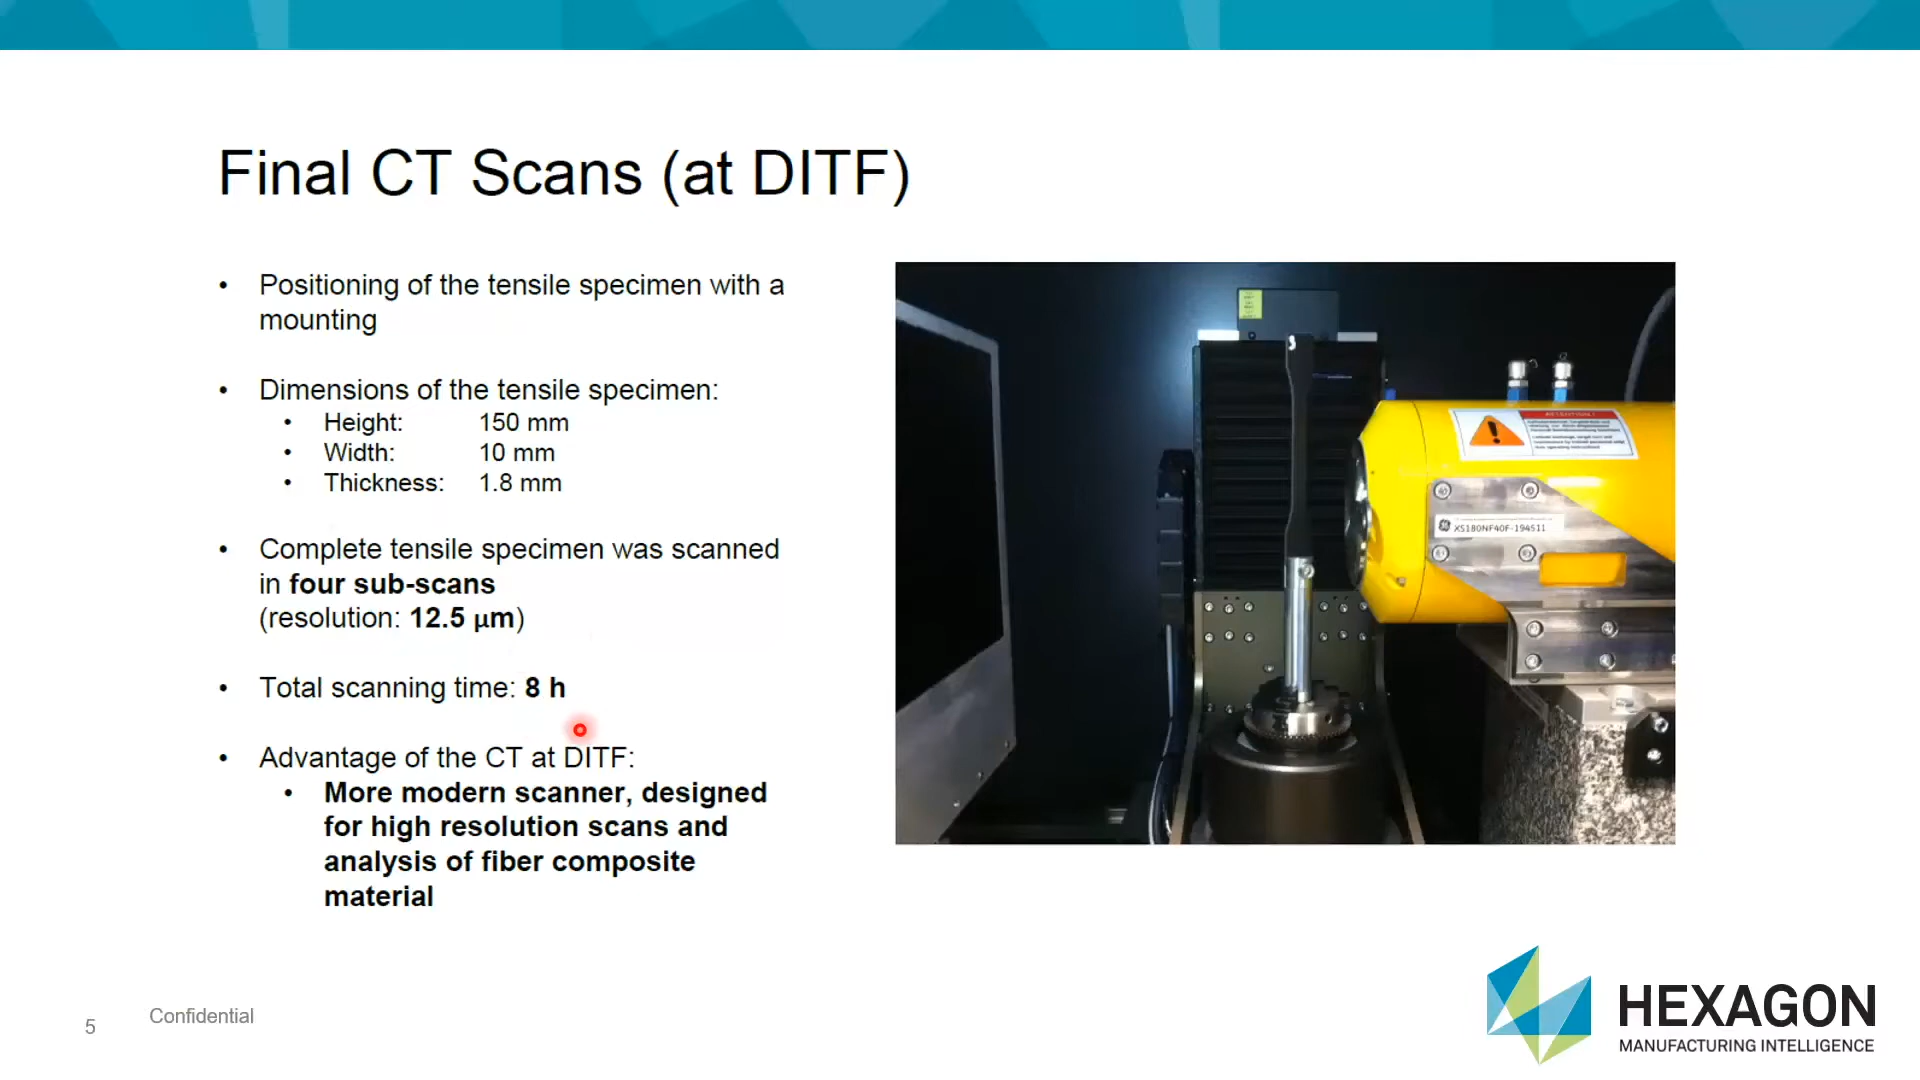 Final CT Scans (at DITF)
• Positioning of the tensile specimen with a
mounting
• Dimensions of the tensile specimen:
• Height: 150 mm
• Width: 10 mm
• Thickness: 1.8 mm
• Complete tensile specimen was scanned
in four sub-scans
(resolution: 12.5 µm)
• Total scanning time: 8 h
• Advantage of the CT at DITF:
• More modern scanner, designed
for high resolution scans and
analysis of fiber composite
material
XS180NF40F-194511
5
Confidential
HEXAGON
MANUFACTURING INTELLIGENCE